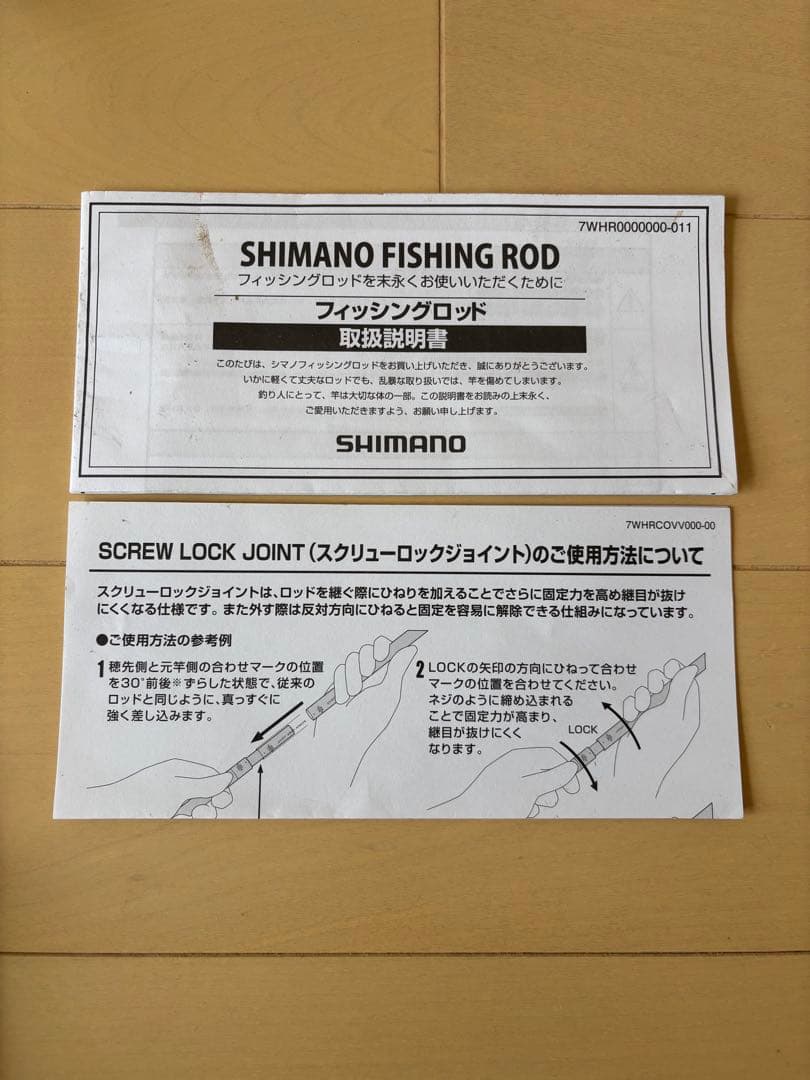 7WHR0000000-011
SHIMANO FISHING ROD
フィッシングロッドを末永くお使いいただくために
フィッシングロッド
取扱説明書
このたびは、シマノフィッシングロッドをお買い上げいただき、誠にありがとうございます。
いかに軽くて丈夫なロッドでも、乱暴な取り扱いでは、竿を傷めてしまいます。
釣り人にとって、竿は大切な体の一部。この説明書をお読みの上末永く、
ご愛用いただきますよう、お願い申し上げます。
SHIMANO
7WHRCOVV000-00
SCREW LOCK JOINT（スクリューロックジョイント）のご使用方法について
スクリューロックジョイントは、ロッドを継ぐ際にひねりを加えることでさらに固定力を高め継目が抜け
にくくなる仕様です。また外す際は反対方向にひねると固定を容易に解除できる仕組みになっています。
●ご使用方法の参考例
1 穂先側と元竿側の合わせマークの位置
を30°前後※ずらした状態で、従来の
ロッドと同じように、真っすぐに
強く差し込みます。
2 LOCKの矢印の方向にひねって合わせ
マークの位置を合わせてください。
ネジのように締め込まれる
ことで固定力が高まり、
継目が抜けにくく
なります。
LOCK